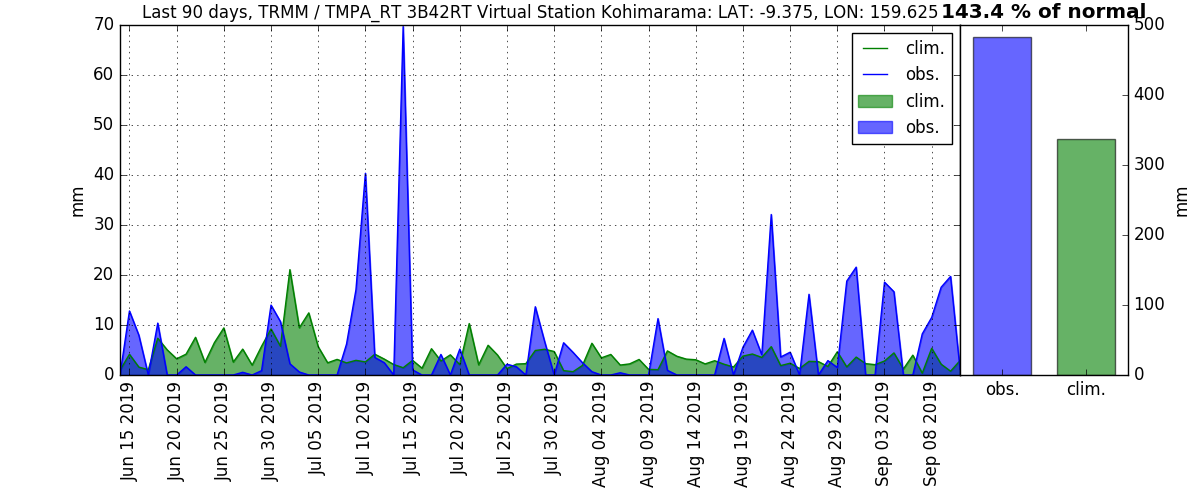 Last 90 days, TRMM / TMPA_RT 3B42RT Virtual Station Kohimarama: LAT: -9.375, LON: 159.625 143.4 % of normal
70
60
50
40
30
20
10
0
mm
clim.
obs.
clim.
obs.
Jun 15 2019
Jun 20 2019
Jun 25 2019
Jun 30 2019
Jul 05 2019
Jul 10 2019
Jul 15 2019
Jul 20 2019
Jul 25 2019
Jul 30 2019
Aug 04 2019
Aug 09 2019
Aug 14 2019
Aug 19 2019
Aug 24 2019
Aug 29 2019
Sep 03 2019
Sep 08 2019
500
400
300
200
100
0
mm
obs. clim.